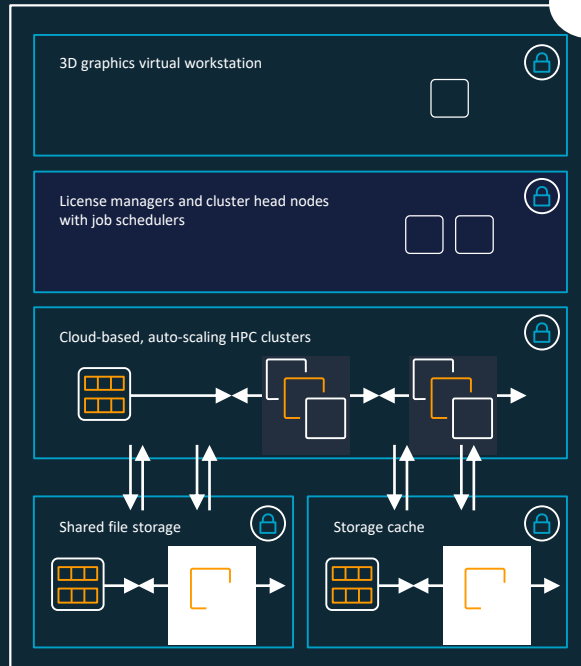 3D graphics virtual workstation
License managers and cluster head nodes
with job schedulers
Cloud-based, auto-scaling HPC clusters
Shared file storage
Storage cache